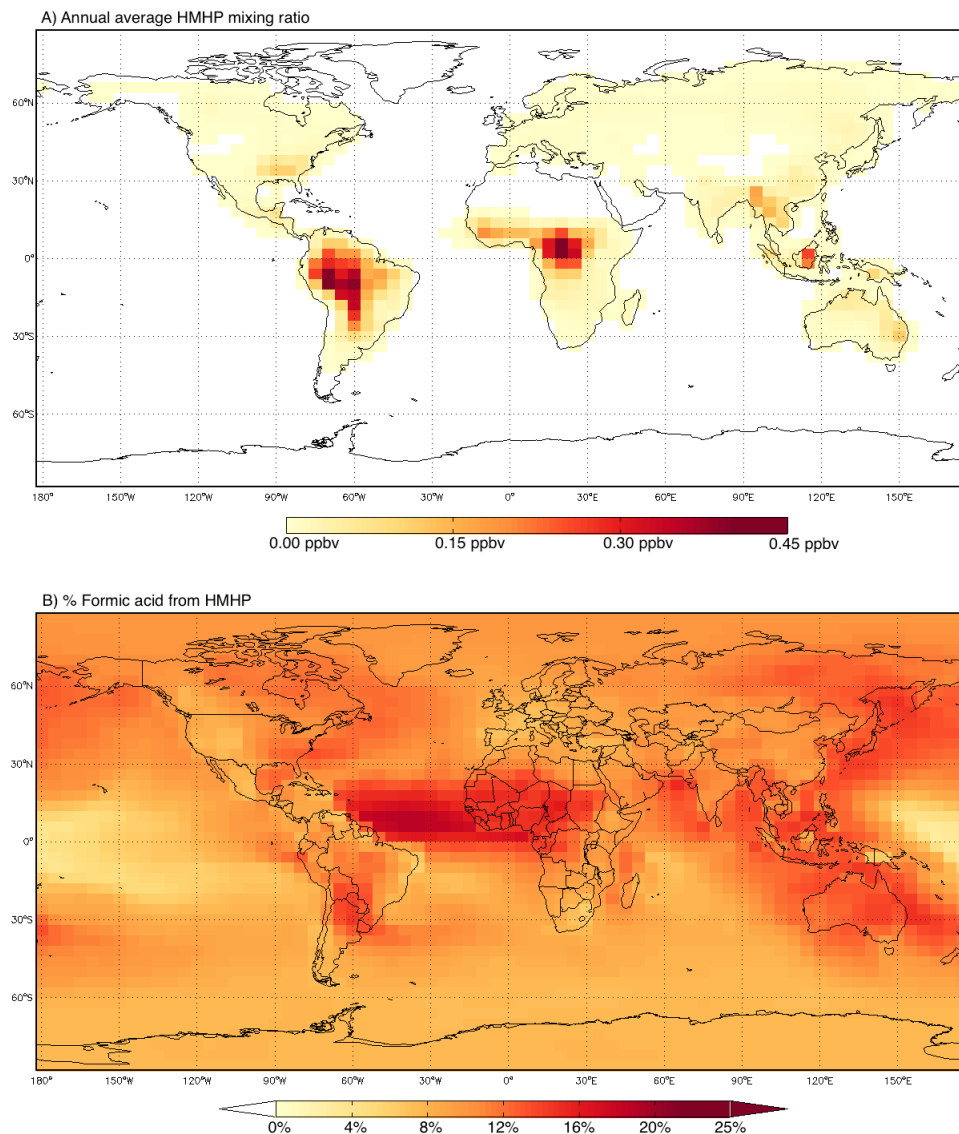 A) Annual average HMHP mixing ratio
60°N
30°N
0°
30°S
60°S
180° 150°W 120°W 90°W 60°W 30°W 0° 30°E 60°E 90°E 120°E 150°E
0.00 ppbv 0.15 ppbv 0.30 ppbv 0.45 ppbv
B) % Formic acid from HMHP
60°N
30°N
0°
30°S
60°S
180° 150°W 120°W 90°W 60°W 30°W 0° 30°E 60°E 90°E 120°E 150°E
0% 4% 8% 12% 16% 20% 25%